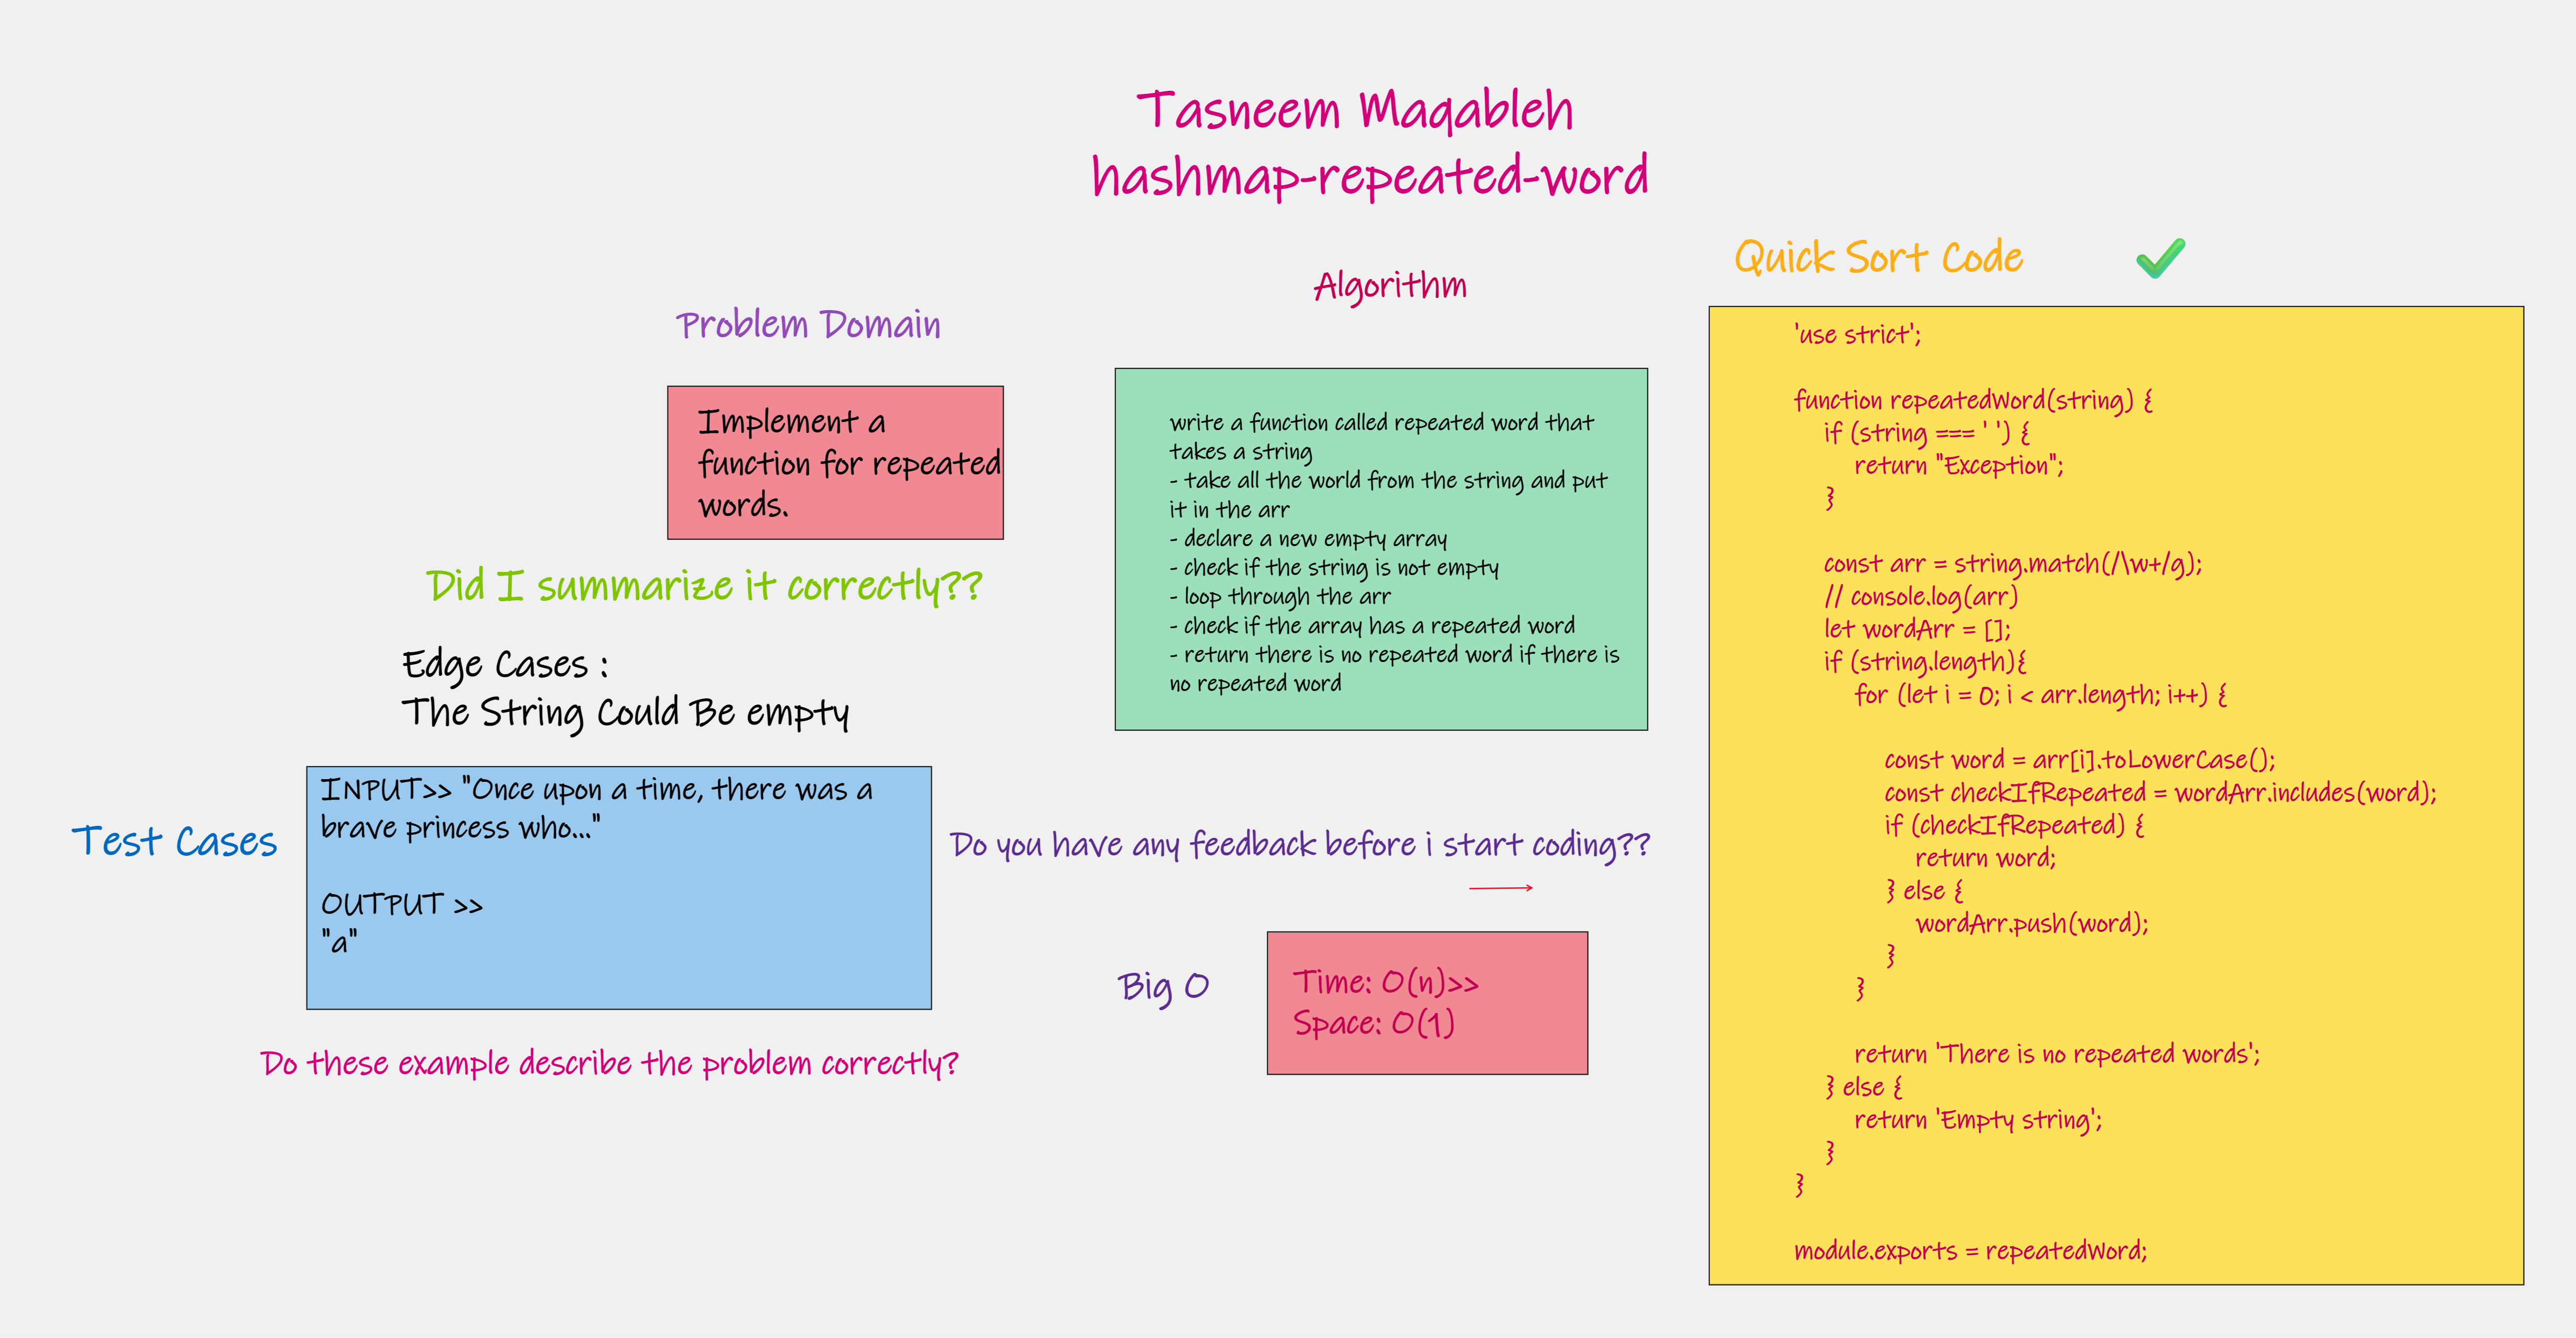 Tasneem Maqableh
hashmap-repeated-word
Problem Domain
Implement a
function for repeated
words.
Did I summarize it correctly??
Edge Cases :
The String Could Be empty
Test Cases
INPUT>> "Once upon a time, there was a
brave princess who..."
OUTPUT >>
"a"
Do these example describe the problem correctly?
Algorithm
write a function called repeated word that
takes a string
- take all the world from the string and put
it in the arr
- declare a new empty array
- check if the string is not empty
- loop through the arr
- check if the array has a repeated word
- return there is no repeated word if there is
no repeated word
Do you have any feedback before i start coding??
Big O
Time: O(n)>>
Space: O(1)
Quick Sort Code
'use strict';
function repeatedWord(string) {
if (string === ' ') {
return "Exception";
}
const arr = string.match(/\w+/g);
// console.log(arr)
let wordArr = [];
if (string.length){
for (let i = 0; i < arr.length; i++) {
const word = arr[i].toLowerCase();
const checkIfRepeated = wordArr.includes(word);
if (checkIfRepeated) {
return word;
} else {
wordArr.push(word);
}
}
return 'There is no repeated words';
} else {
return 'Empty string';
}
}
module.exports = repeatedWord;